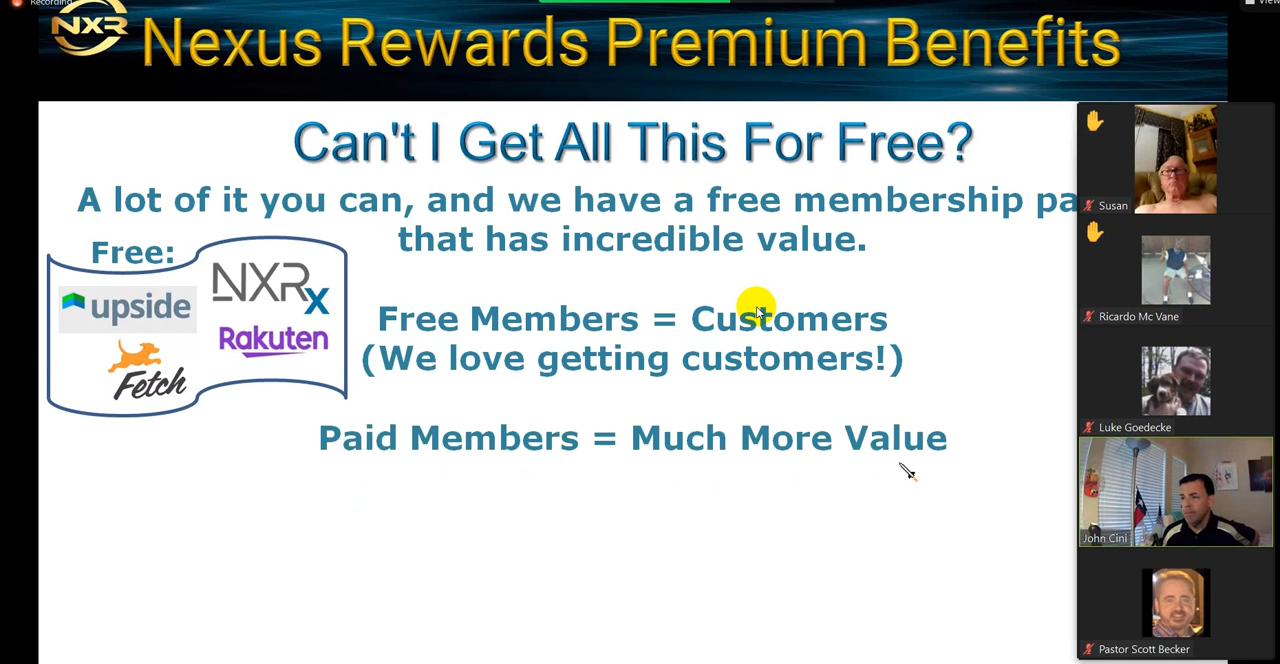 Recording
View
NXR
Nexus Rewards Premium Benefits
Can't I Get All This For Free?
A lot of it you can, and we have a free membership pa
that has incredible value.
Free:
upside
NXRx
Fetch
Rakuten
Free Members = Customers
(We love getting customers!)
Paid Members = Much More Value
Susan
Ricardo Mc Vane
Luke Goedecke
John Cini
Pastor Scott Becker